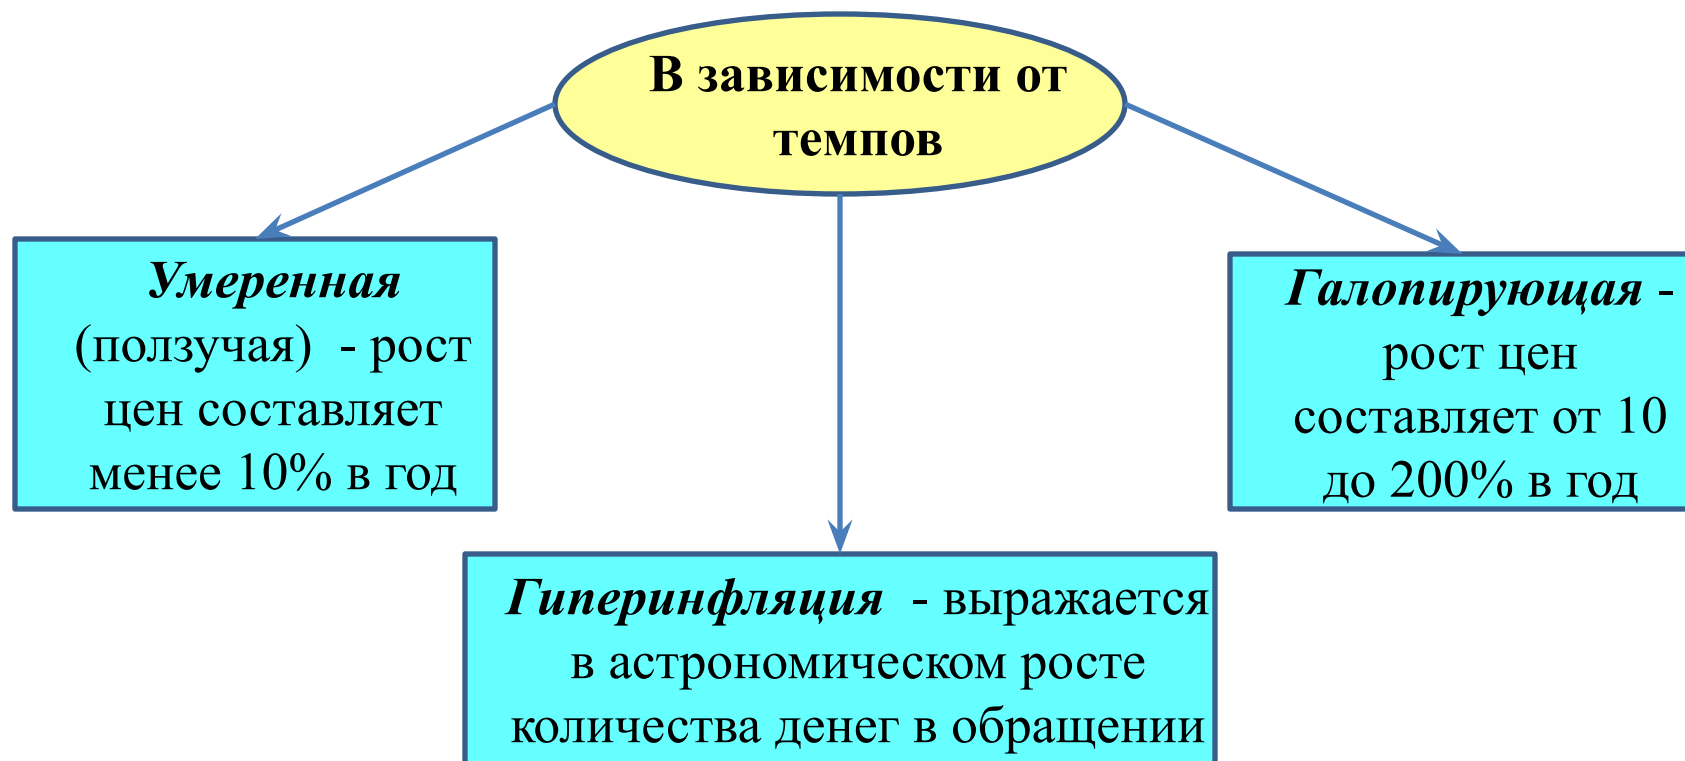 В зависимости от
темпов
Умеренная
(ползучая) - рост
цен составляет
менее 10% в год
Галопирующая -
рост цен
составляет от 10
до 200% в год
Гиперинфляция - выражается
в астрономическом росте
количества денег в обращении